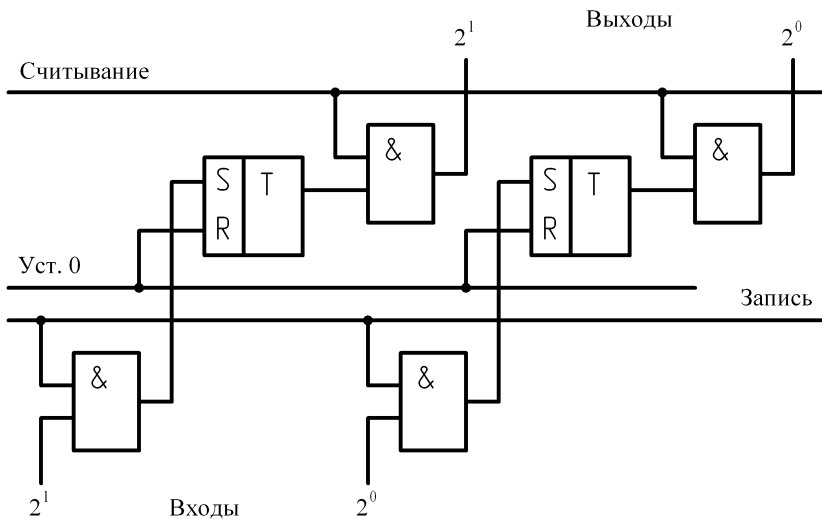 Выходы
2¹ 2⁰
Считывание
& &
S T S T
R R
Уст. 0
Запись
& &
2¹ Входы 2⁰